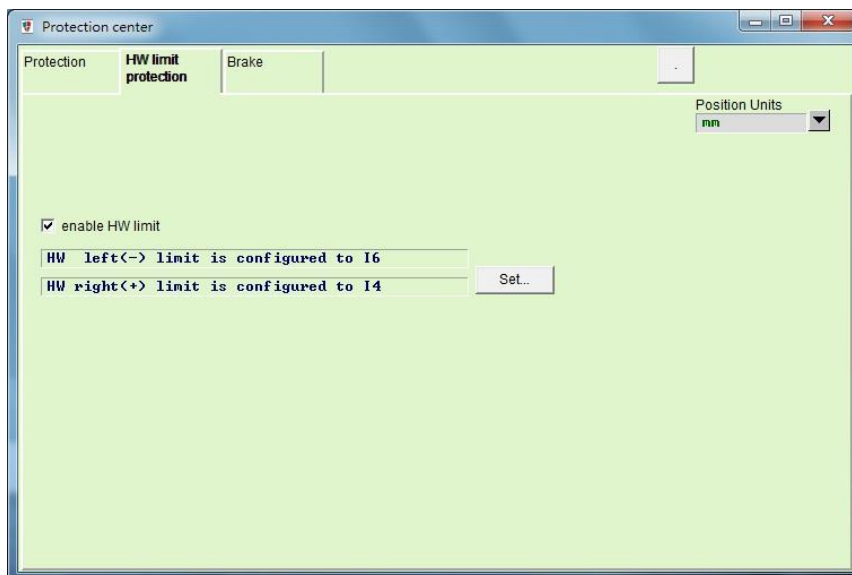 Protection center
Protection
HW limit
protection
Brake
.
Position Units
mm
enable HW limit
HW  left(-) limit is configured to I6
HW right(+) limit is configured to I4
Set...